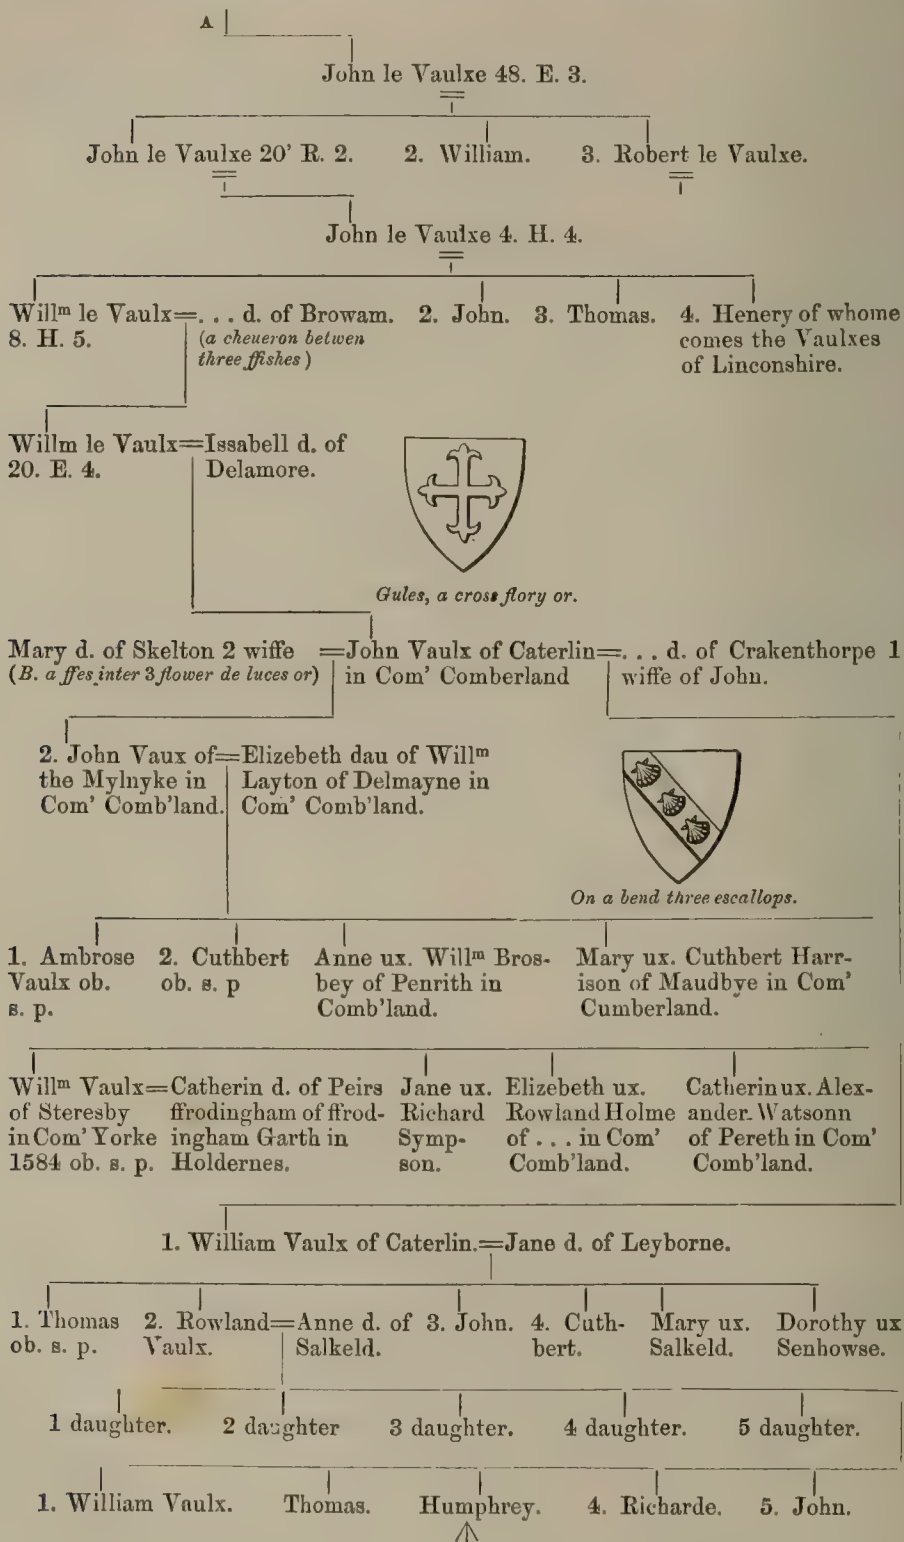 A
John le Vaulxe 48. E. 3.
John le Vaulxe 20' R. 2. 2. William. 3. Robert le Vaulxe.
John le Vaulxe 4. H. 4.
Will^m le Vaulx=. . . d. of Browam. 2. John. 3. Thomas. 4. Henery of whome
8. H. 5. (a cheueron betwen comes the Vaulxes
three ffishes) of Linconshire.
Willm le Vaulx=Issabell d. of
20. E. 4. Delamore.
Gules, a cross flory or.
Mary d. of Skelton 2 wiffe =John Vaulx of Caterlin=. . . d. of Crakenthorpe 1
(B. a ffes inter 3 flower de luces or) in Com' Comberland wiffe of John.
2. John Vaux of=Elizebeth dau of Will^m
the Mylnyke in Layton of Delmayne in
Com' Comb'land. Com' Comb'land.
On a bend three escallops.
1. Ambrose 2. Cuthbert Anne ux. Will^m Bros- Mary ux. Cuthbert Harr-
Vaulx ob. ob. s. p bey of Penrith in ison of Maudbye in Com'
s. p. Comb'land. Cumberland.
Will^m Vaulx=Catherin d. of Peirs Jane ux. Elizebeth ux. Catherin ux. Alex-
of Steresby ffrodingham of ffrod- Richard Rowland Holme ander Watsonn
in Com' Yorke ingham Garth in Symp- of . . . in Com' of Pereth in Com'
1584 ob. s. p. Holdernes. son. Comb'land. Comb'land.
1. William Vaulx of Caterlin.=Jane d. of Leyborne.
1. Thomas 2. Rowland=Anne d. of 3. John. 4. Cuth- Mary ux. Dorothy ux
ob. s. p. Vaulx. Salkeld. bert. Salkeld. Senhowse.
1 daughter. 2 daughter 3 daughter. 4 daughter. 5 daughter.
1. William Vaulx. Thomas. Humphrey. 4. Richarde. 5. John.